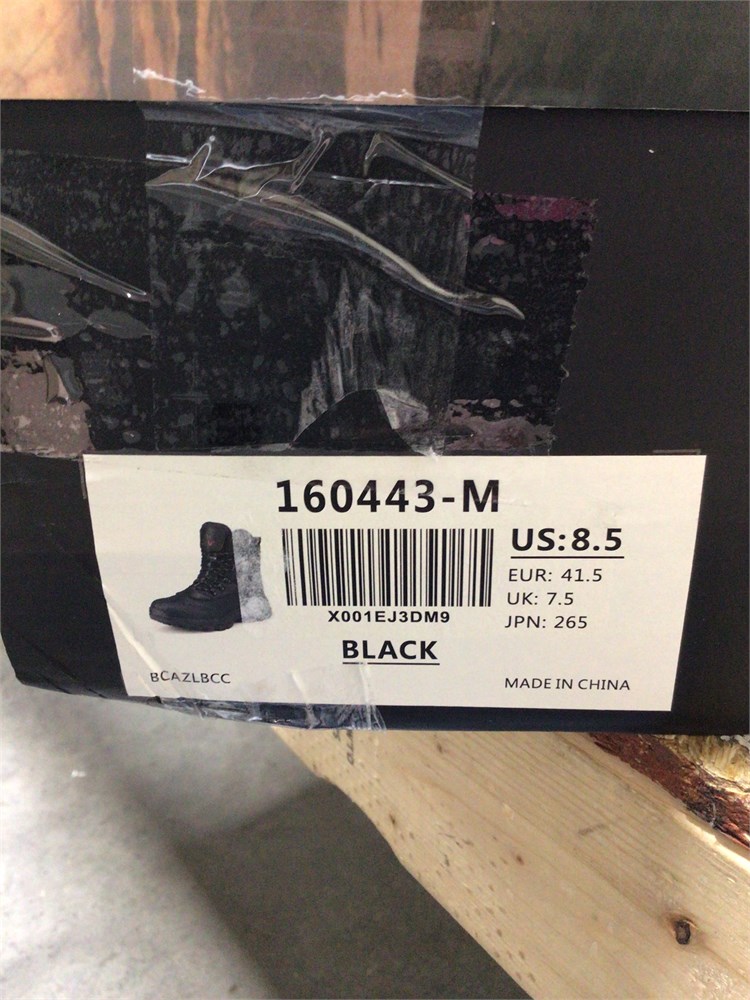 160443-M
X001EJ3DM9
BLACK
BCAZLBCC
US:8.5
EUR: 41.5
UK: 7.5
JPN: 265
MADE IN CHINA